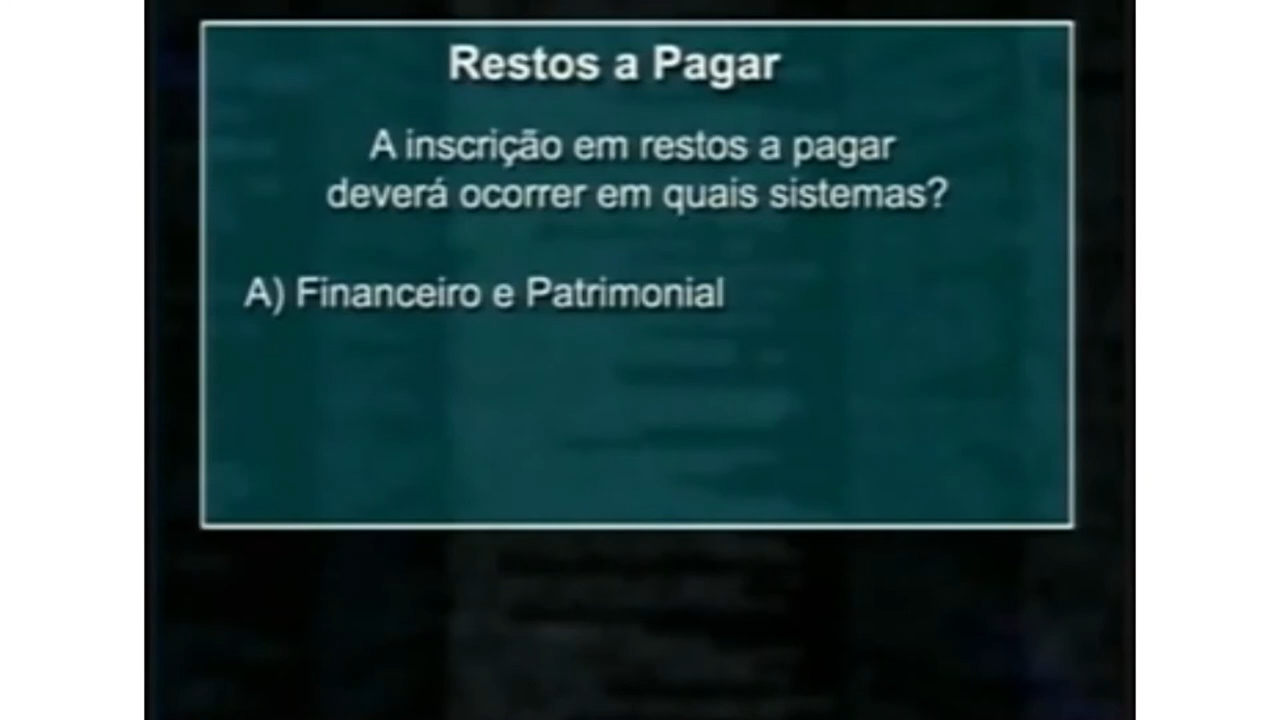 Restos a Pagar
A inscrição em restos a pagar
deverá ocorrer em quais sistemas?
A) Financeiro e Patrimonial